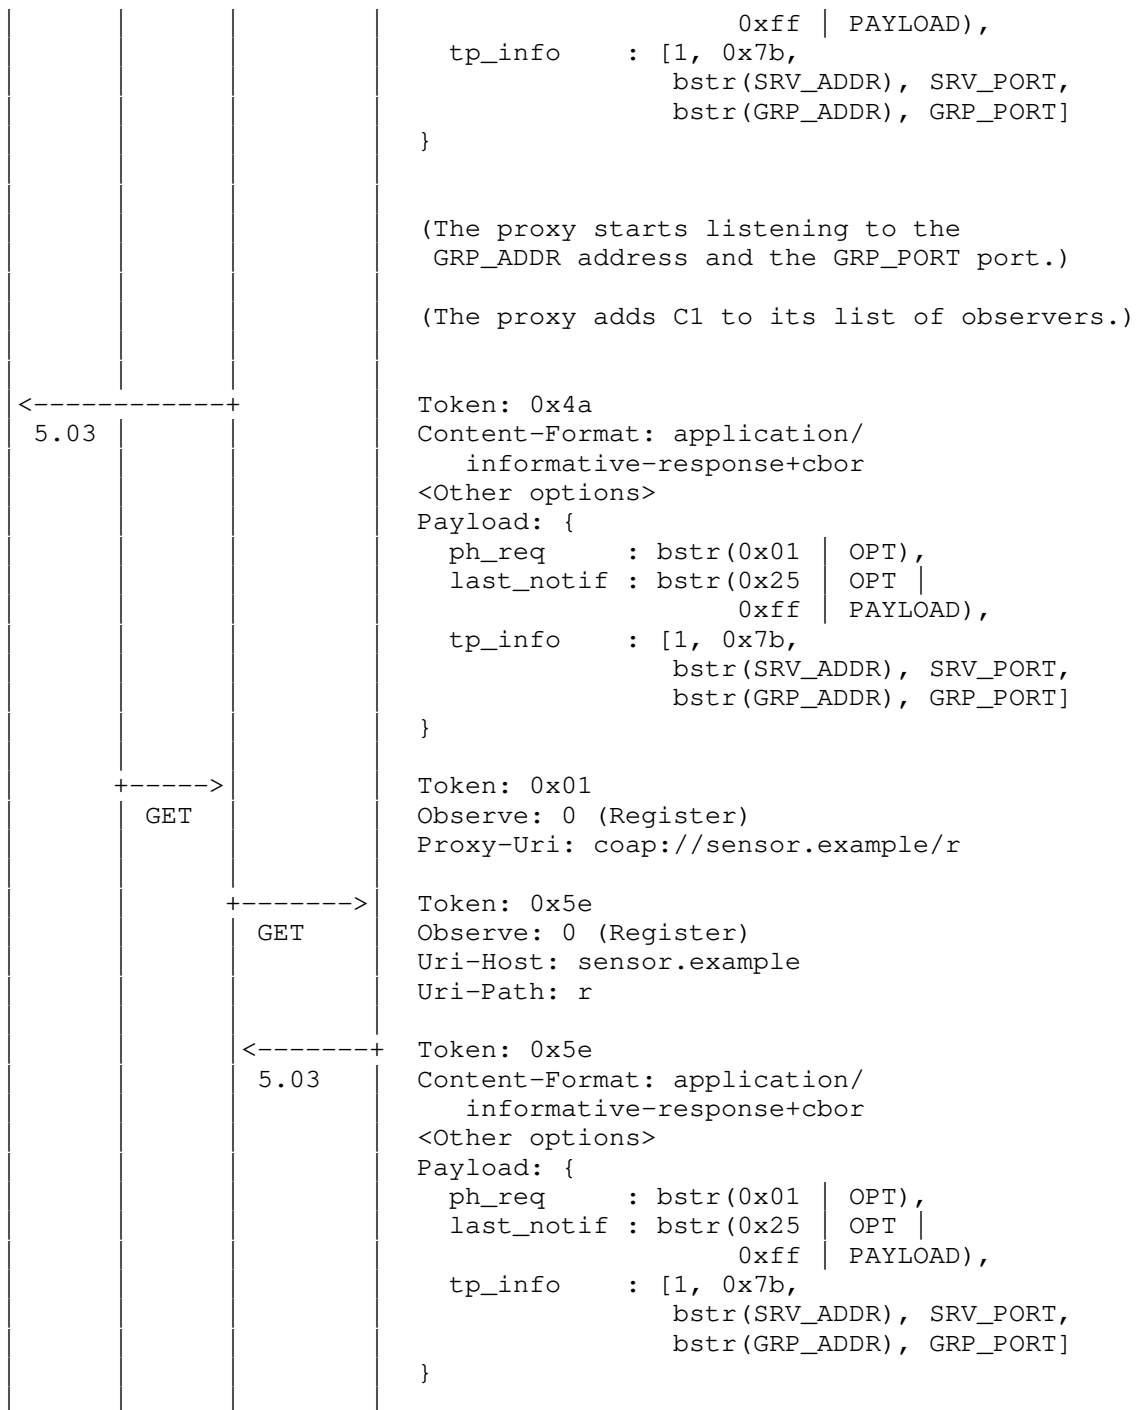 0xff | PAYLOAD),
tp_info : [1, 0x7b,
bstr(SRV_ADDR), SRV_PORT,
bstr(GRP_ADDR), GRP_PORT]
}
(The proxy starts listening to the
GRP_ADDR address and the GRP_PORT port.)
(The proxy adds C1 to its list of observers.)
<------------+ Token: 0x4a
5.03 Content-Format: application/
informative-response+cbor
<Other options>
Payload: {
ph_req : bstr(0x01 | OPT),
last_notif : bstr(0x25 | OPT |
0xff | PAYLOAD),
tp_info : [1, 0x7b,
bstr(SRV_ADDR), SRV_PORT,
bstr(GRP_ADDR), GRP_PORT]
}
+-----> Token: 0x01
GET Observe: 0 (Register)
Proxy-Uri: coap://sensor.example/r
+-------> Token: 0x5e
GET Observe: 0 (Register)
Uri-Host: sensor.example
Uri-Path: r
<-------+ Token: 0x5e
5.03 Content-Format: application/
informative-response+cbor
<Other options>
Payload: {
ph_req : bstr(0x01 | OPT),
last_notif : bstr(0x25 | OPT |
0xff | PAYLOAD),
tp_info : [1, 0x7b,
bstr(SRV_ADDR), SRV_PORT,
bstr(GRP_ADDR), GRP_PORT]
}